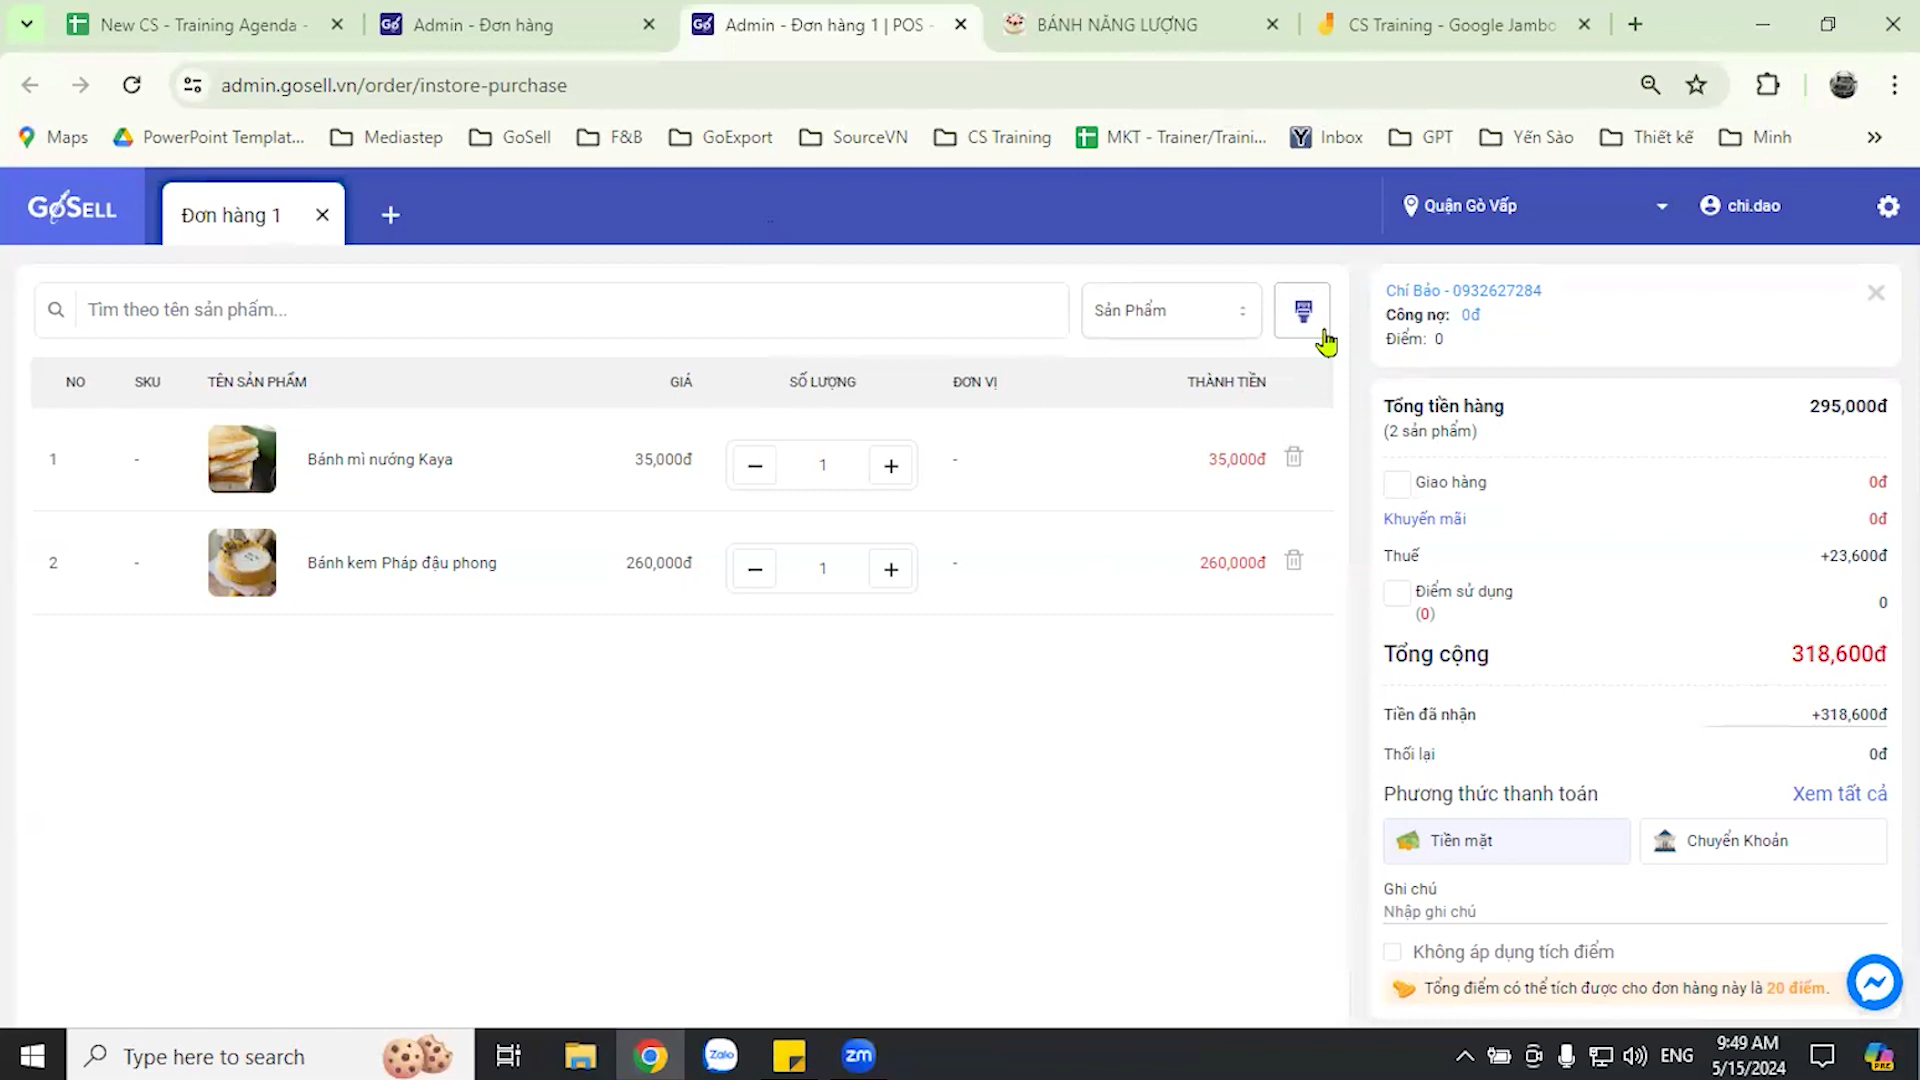 New CS - Training Agenda -
Admin - Đơn hàng
Admin - Đơn hàng 1 | POS -
BÁNH NĂNG LƯỢNG
CS Training - Google Jambo
admin.gosell.vn/order/instore-purchase
Maps
PowerPoint Templat...
Mediastep
GoSell
F&B
GoExport
SourceVN
CS Training
MKT - Trainer/Traini...
Inbox
GPT
Yến Sào
Thiết kế
Minh
GOSELL
Đơn hàng 1
Quận Gò Vấp
chi.dao
Tìm theo tên sản phẩm...
Sản Phẩm
NO SKU TÊN SẢN PHẨM GIÁ SỐ LƯỢNG ĐƠN VỊ THÀNH TIỀN
1 - Bánh mì nướng Kaya 35,000đ 1 - 35,000đ
2 - Bánh kem Pháp đậu phong 260,000đ 1 - 260,000đ
Chí Bảo - 0932627284
Công nợ: 0đ
Điểm: 0
Tổng tiền hàng 295,000đ
(2 sản phẩm)
Giao hàng 0đ
Khuyến mãi 0đ
Thuế +23,600đ
Điểm sử dụng 0
(0)
Tổng cộng 318,600đ
Tiền đã nhận +318,600đ
Thối lại 0đ
Phương thức thanh toán Xem tất cả
Tiền mặt Chuyển Khoản
Ghi chú
Nhập ghi chú
Không áp dụng tích điểm
Tổng điểm có thể tích được cho đơn hàng này là 20 điểm.
Type here to search
Zalo
zm
ENG
9:49 AM
5/15/2024
PRE